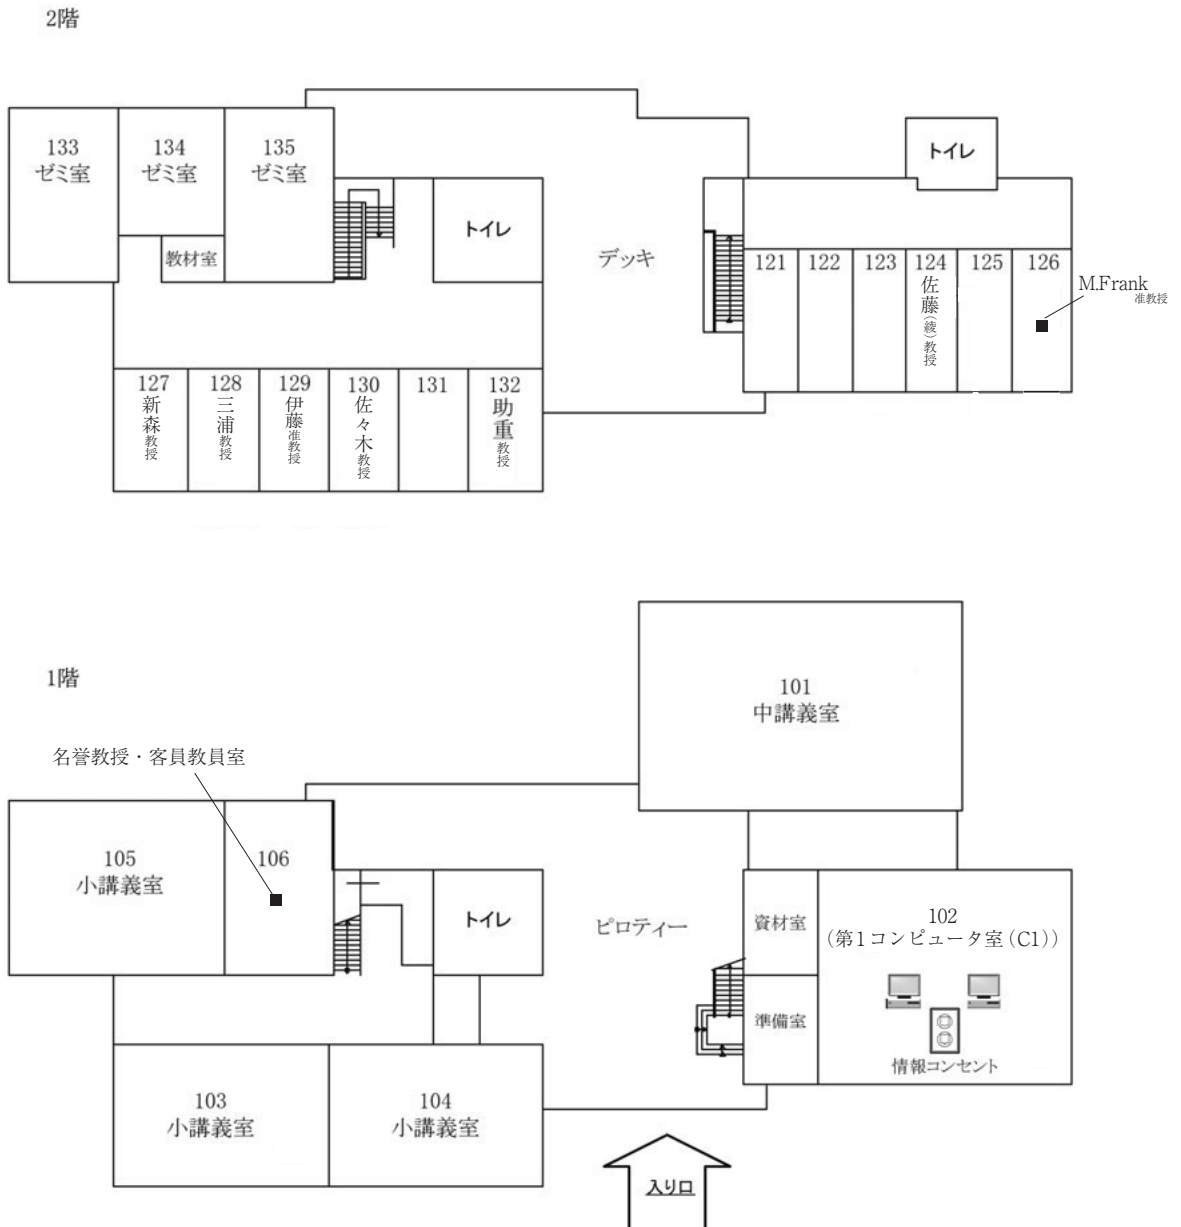 2階
133
ゼミ室
134
ゼミ室
135
ゼミ室
教材室
トイレ
デッキ
トイレ
121
122
123
124
佐藤(綾)教授
125
126
M.Frank
准教授
127
新森教授
128
三浦教授
129
伊藤准教授
130
佐々木教授
131
132
助重教授
1階
名誉教授・客員教員室
101
中講義室
105
小講義室
106
トイレ
ピロティー
資材室
準備室
102
(第1コンピュータ室(C1))
情報コンセント
103
小講義室
104
小講義室
入り口